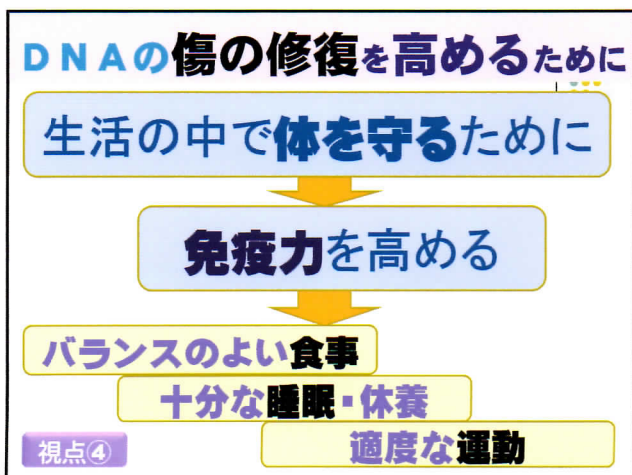 DNAの傷の修復を高めるために
生活の中で体を守るために
免疫力を高める
バランスのよい食事
十分な睡眠・休養
適度な運動
視点④